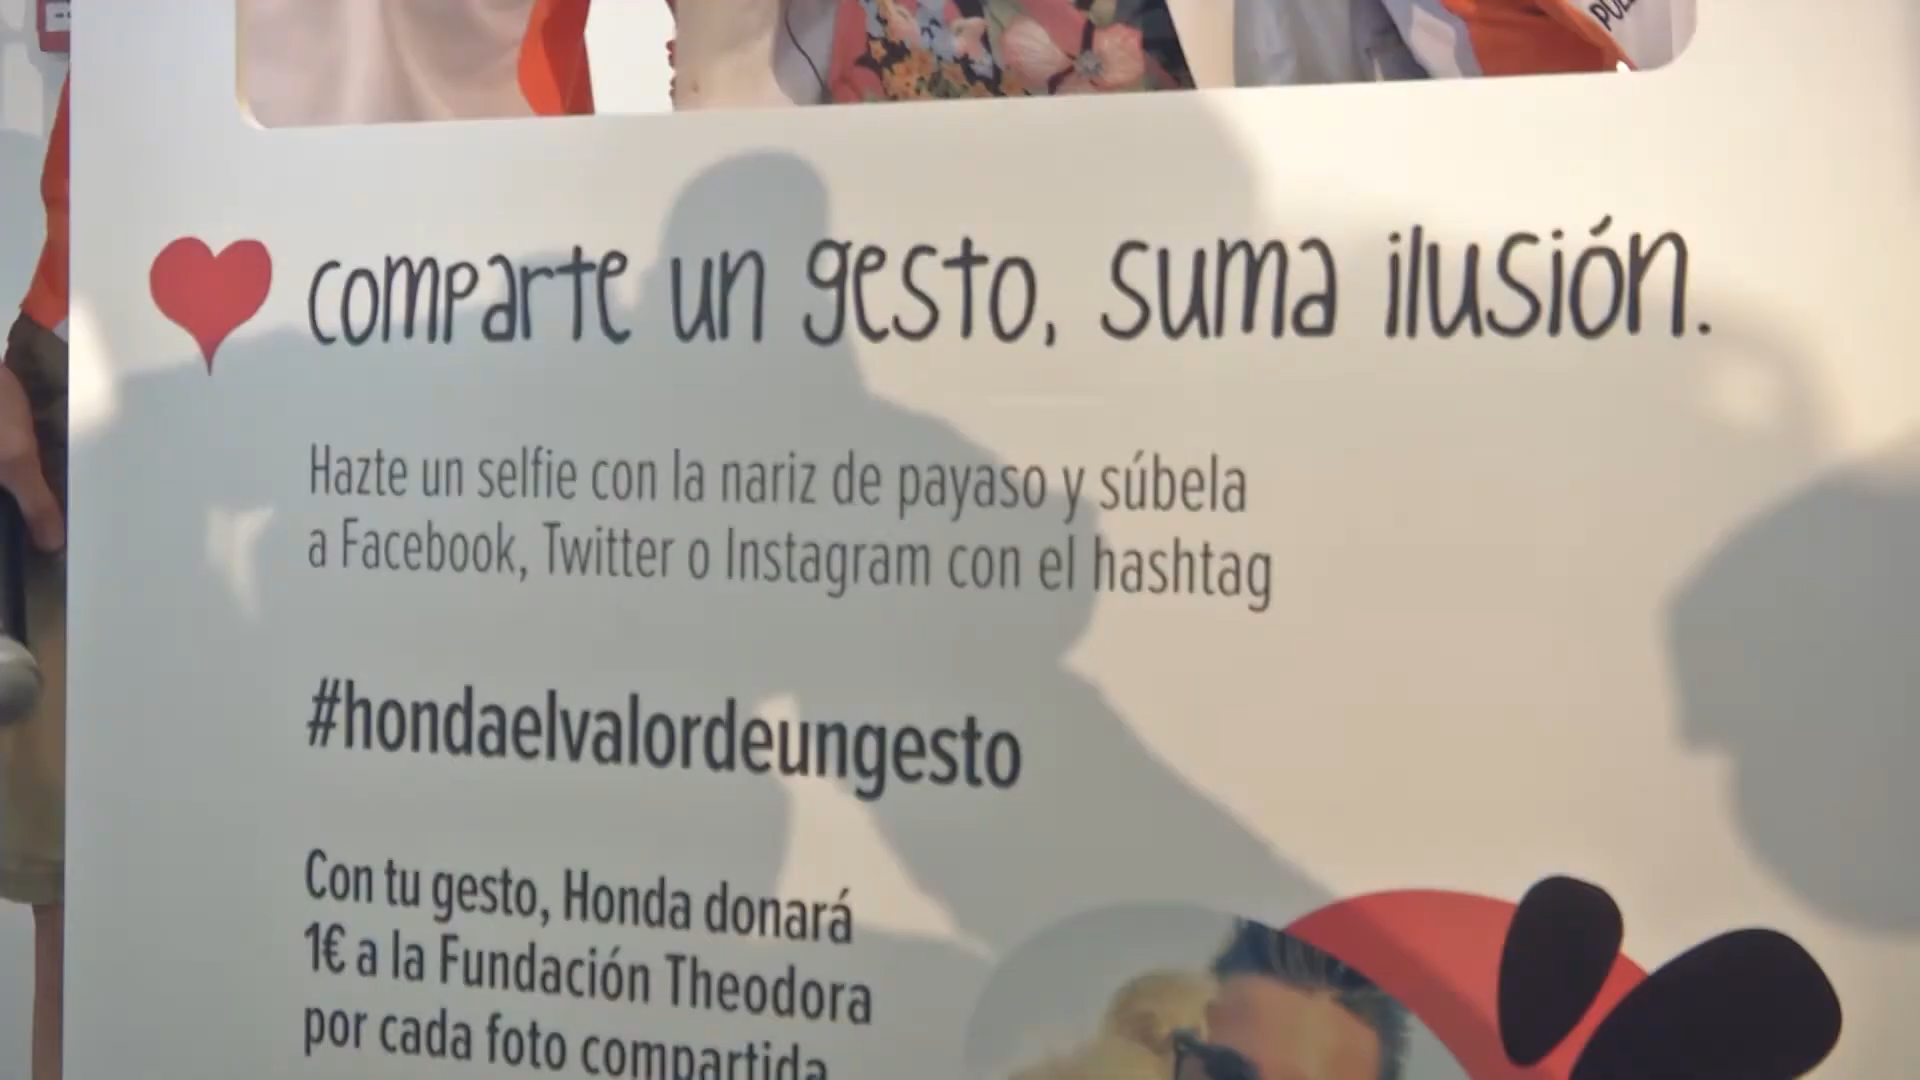 comparte un gesto, suma ilusión.
Hazte un selfie con la nariz de payaso y súbela
a Facebook, Twitter o Instagram con el hashtag
#hondaelvalordeungesto
Con tu gesto, Honda donará
1€ a la Fundación Theodora
por cada foto compartida